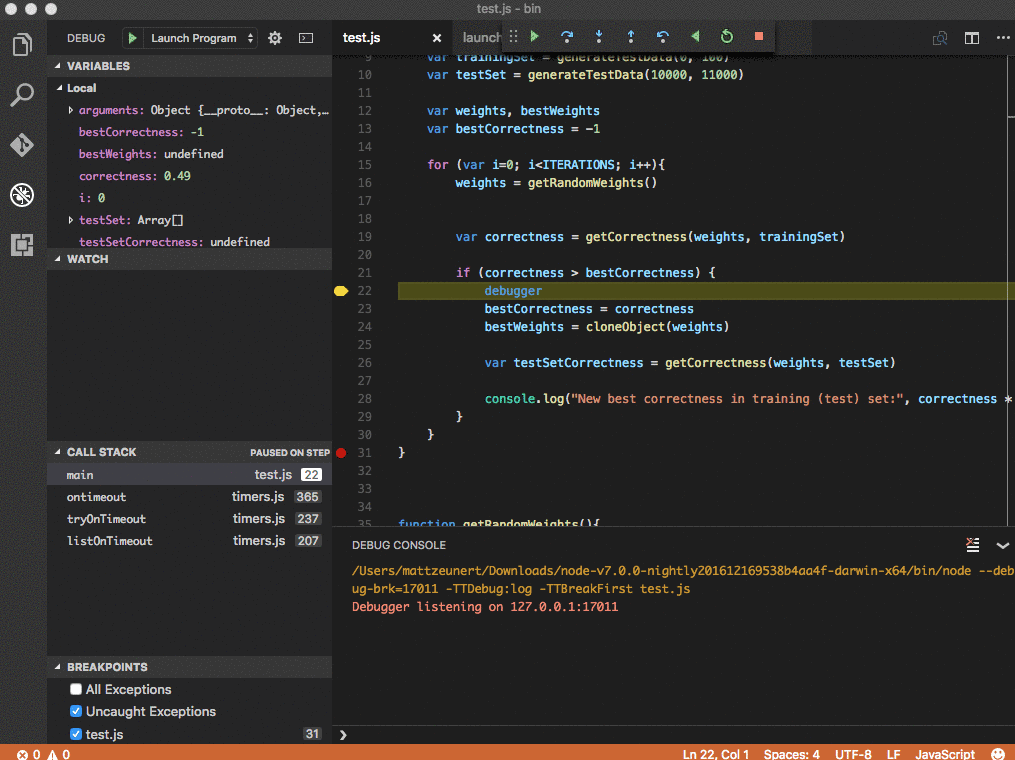 test.js - bin
DEBUG
Launch Program
VARIABLES
Local
arguments: Object {__proto__: Object,…
bestCorrectness: -1
bestWeights: undefined
correctness: 0.49
i: 0
testSet: Array[]
testSetCorrectness: undefined
WATCH
CALL STACK PAUSED ON STEP
main test.js 22
ontimeout timers.js 365
tryOnTimeout timers.js 237
listOnTimeout timers.js 207
BREAKPOINTS
All Exceptions
Uncaught Exceptions
test.js 31
test.js × launch
9 var trainingSet = generateTestData(0, 100)
10 var testSet = generateTestData(10000, 11000)
11
12 var weights, bestWeights
13 var bestCorrectness = -1
14
15 for (var i=0; i<ITERATIONS; i++){
16 weights = getRandomWeights()
17
18
19 var correctness = getCorrectness(weights, trainingSet)
20
21 if (correctness > bestCorrectness) {
22 debugger
23 bestCorrectness = correctness
24 bestWeights = cloneObject(weights)
25
26 var testSetCorrectness = getCorrectness(weights, testSet)
27
28 console.log("New best correctness in training (test) set:", correctness *
29 }
30 }
31 }
32
33
34
35 function getRandomWeights(){
DEBUG CONSOLE
/Users/mattzeunert/Downloads/node-v7.0.0-nightly201612169538b4aa4f-darwin-x64/bin/node --deb
ug-brk=17011 -TTDebug:log -TTBreakFirst test.js
Debugger listening on 127.0.0.1:17011
0 0 Ln 22, Col 1 Spaces: 4 UTF-8 LF JavaScript